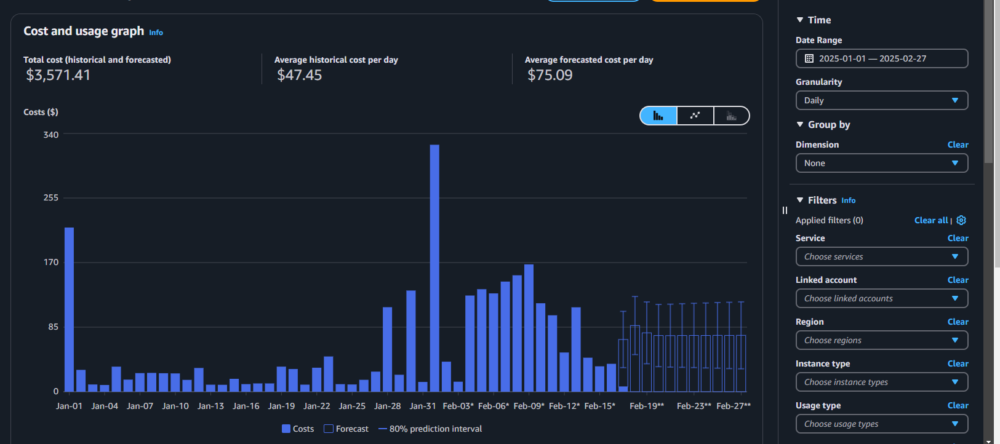 Cost and usage graph Info
Total cost (historical and forecasted)
$3,571.41
Average historical cost per day
$47.45
Average forecasted cost per day
$75.09
Costs ($)
340
255
170
85
0
Jan-01 Jan-04 Jan-07 Jan-10 Jan-13 Jan-16 Jan-19 Jan-22 Jan-25 Jan-28 Jan-31 Feb-03* Feb-06* Feb-09* Feb-12* Feb-15* Feb-19** Feb-23** Feb-27**
Costs Forecast 80% prediction interval
Time
Date Range
2025-01-01 — 2025-02-27
Granularity
Daily
Group by
Dimension Clear
None
Filters Info
Applied filters (0) Clear all |
Service Clear
Choose services
Linked account Clear
Choose linked accounts
Region Clear
Choose regions
Instance type Clear
Choose instance types
Usage type Clear
Choose usage types